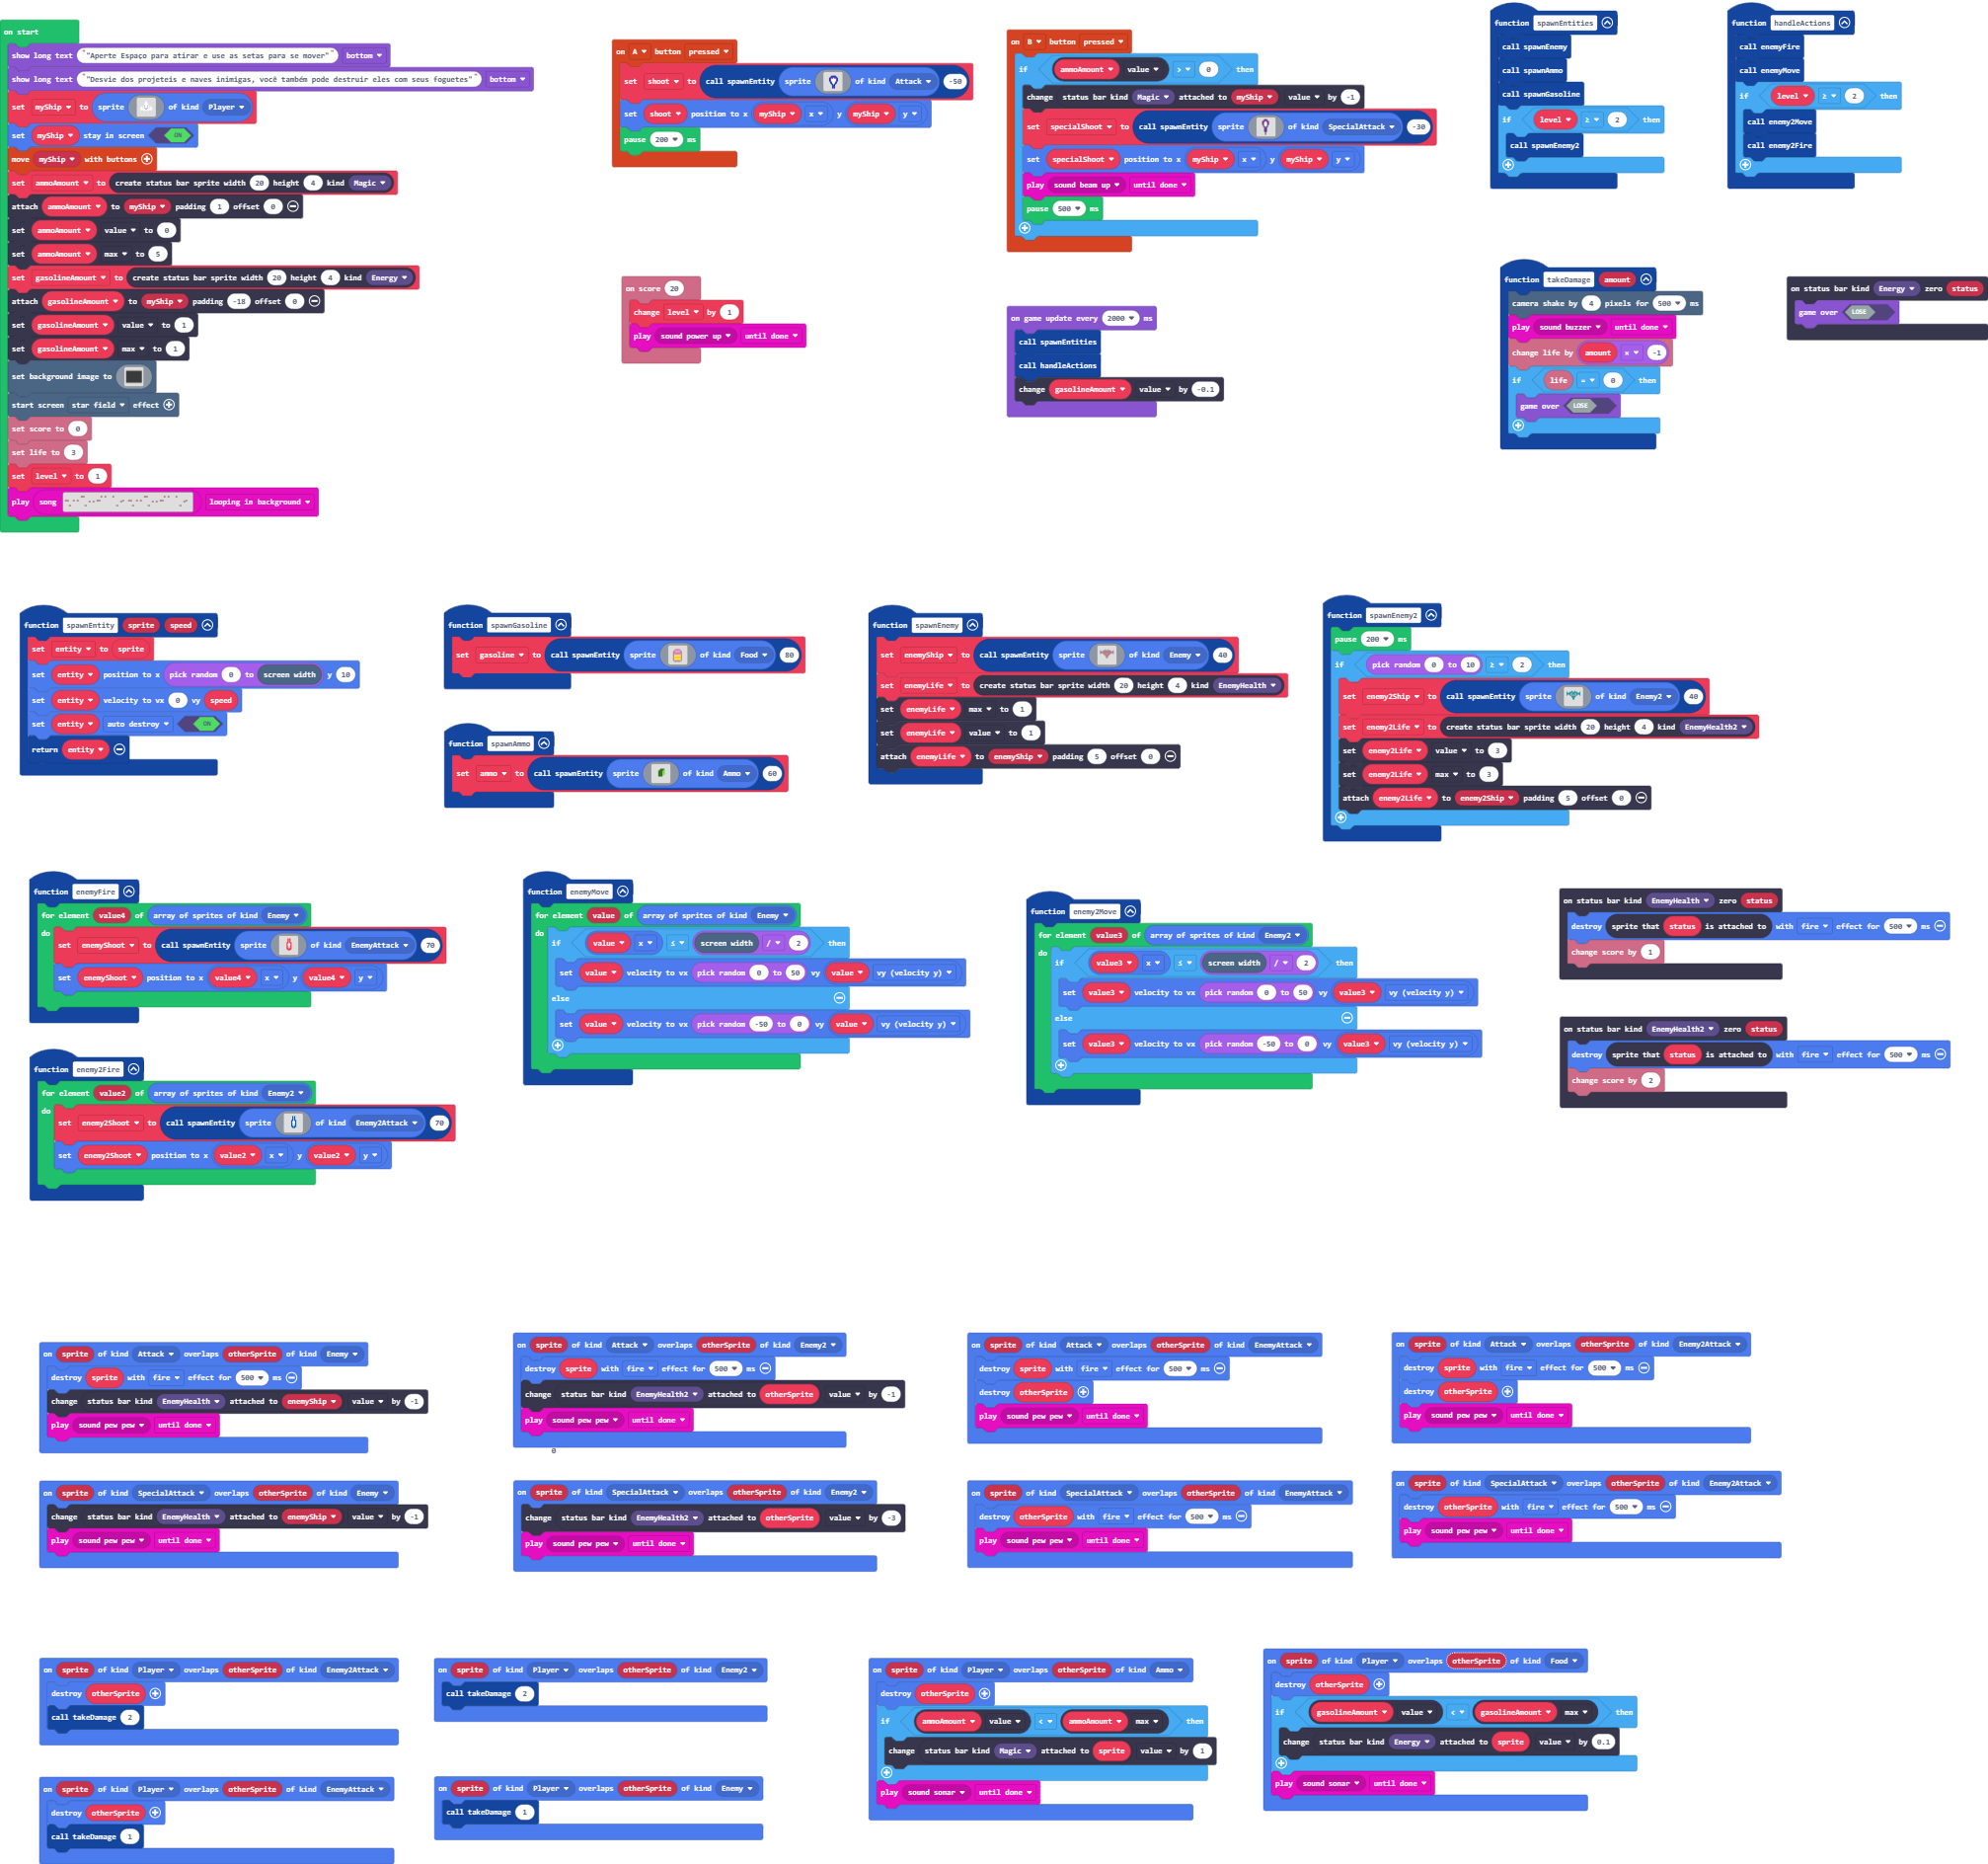 on start
show long text ""Aperte Espaço para atirar e use as setas para se mover"" bottom
show long text ""Desvie dos projeteis e naves inimigas, você também pode destruir eles com seus foguetes"" bottom
set myShip to sprite of kind Player
set myShip stay in screen ON
move myShip with buttons
set ammoAmount to create status bar sprite width 20 height 4 kind Magic
attach ammoAmount to myShip padding 1 offset 0
set ammoAmount value to 0
set ammoAmount max to 5
set gasolineAmount to create status bar sprite width 20 height 4 kind Energy
attach gasolineAmount to myShip padding -18 offset 0
set gasolineAmount value to 1
set gasolineAmount max to 1
set background image to
start screen star field effect
set score to 0
set life to 3
set level to 1
play song looping in background
on A button pressed
set shoot to call spawnEntity sprite of kind Attack -50
set shoot position to x myShip x y myShip y
pause 200 ms
on score 20
change level by 1
play sound power up until done
on B button pressed
if ammoAmount value > 0 then
change status bar kind Magic attached to myShip value by -1
set specialShoot to call spawnEntity sprite of kind SpecialAttack -30
set specialShoot position to x myShip x y myShip y
play sound beam up until done
pause 500 ms
on game update every 2000 ms
call spawnEntities
call handleActions
change gasolineAmount value by -0.1
function spawnEntities
call spawnEnemy
call spawnAmmo
call spawnGasoline
if level ≥ 2 then
call spawnEnemy2
function handleActions
call enemyFire
call enemyMove
if level ≥ 2 then
call enemy2Move
call enemy2Fire
function takeDamage amount
camera shake by 4 pixels for 500 ms
play sound buzzer until done
change life by amount x -1
if life = 0 then
game over LOSE
on status bar kind Energy zero status
game over LOSE
function spawnEntity sprite speed
set entity to sprite
set entity position to x pick random 0 to screen width y 10
set entity velocity to vx 0 vy speed
set entity auto destroy ON
return entity
function spawnGasoline
set gasoline to call spawnEntity sprite of kind Food 80
function spawnAmmo
set ammo to call spawnEntity sprite of kind Ammo 60
function spawnEnemy
set enemyShip to call spawnEntity sprite of kind Enemy 40
set enemyLife to create status bar sprite width 20 height 4 kind EnemyHealth
set enemyLife max to 1
set enemyLife value to 1
attach enemyLife to enemyShip padding 5 offset 0
function spawnEnemy2
pause 200 ms
if pick random 0 to 10 ≥ 2 then
set enemy2Ship to call spawnEntity sprite of kind Enemy2 40
set enemy2Life to create status bar sprite width 20 height 4 kind EnemyHealth2
set enemy2Life value to 3
set enemy2Life max to 3
attach enemy2Life to enemy2Ship padding 5 offset 0
function enemyFire
for element value4 of array of sprites of kind Enemy
do
set enemyShoot to call spawnEntity sprite of kind EnemyAttack 70
set enemyShoot position to x value4 x y value4 y
function enemy2Fire
for element value2 of array of sprites of kind Enemy2
do
set enemy2Shoot to call spawnEntity sprite of kind Enemy2Attack 70
set enemy2Shoot position to x value2 x y value2 y
function enemyMove
for element value of array of sprites of kind Enemy
do
if value x ≤ screen width / 2 then
set value velocity to vx pick random 0 to 50 vy value vy (velocity y)
else
set value velocity to vx pick random -50 to 0 vy value vy (velocity y)
function enemy2Move
for element value3 of array of sprites of kind Enemy2
do
if value3 x ≤ screen width / 2 then
set value3 velocity to vx pick random 0 to 50 vy value3 vy (velocity y)
else
set value3 velocity to vx pick random -50 to 0 vy value3 vy (velocity y)
on status bar kind EnemyHealth zero status
destroy sprite that status is attached to with fire effect for 500 ms
change score by 1
on status bar kind EnemyHealth2 zero status
destroy sprite that status is attached to with fire effect for 500 ms
change score by 2
on sprite of kind Attack overlaps otherSprite of kind Enemy
destroy sprite with fire effect for 500 ms
change status bar kind EnemyHealth attached to enemyShip value by -1
play sound pew pew until done
on sprite of kind Attack overlaps otherSprite of kind Enemy2
destroy sprite with fire effect for 500 ms
change status bar kind EnemyHealth2 attached to otherSprite value by -1
play sound pew pew until done
0
on sprite of kind Attack overlaps otherSprite of kind EnemyAttack
destroy sprite with fire effect for 500 ms
destroy otherSprite
play sound pew pew until done
on sprite of kind Attack overlaps otherSprite of kind Enemy2Attack
destroy sprite with fire effect for 500 ms
destroy otherSprite
play sound pew pew until done
on sprite of kind SpecialAttack overlaps otherSprite of kind Enemy
change status bar kind EnemyHealth attached to enemyShip value by -1
play sound pew pew until done
on sprite of kind SpecialAttack overlaps otherSprite of kind Enemy2
change status bar kind EnemyHealth2 attached to otherSprite value by -3
play sound pew pew until done
on sprite of kind SpecialAttack overlaps otherSprite of kind EnemyAttack
destroy otherSprite with fire effect for 500 ms
play sound pew pew until done
on sprite of kind SpecialAttack overlaps otherSprite of kind Enemy2Attack
destroy otherSprite with fire effect for 500 ms
play sound pew pew until done
on sprite of kind Player overlaps otherSprite of kind Enemy2Attack
destroy otherSprite
call takeDamage 2
on sprite of kind Player overlaps otherSprite of kind EnemyAttack
destroy otherSprite
call takeDamage 1
on sprite of kind Player overlaps otherSprite of kind Enemy2
call takeDamage 2
on sprite of kind Player overlaps otherSprite of kind Enemy
call takeDamage 1
on sprite of kind Player overlaps otherSprite of kind Ammo
destroy otherSprite
if ammoAmount value < ammoAmount max then
change status bar kind Magic attached to sprite value by 1
play sound sonar until done
on sprite of kind Player overlaps otherSprite of kind Food
destroy otherSprite
if gasolineAmount value < gasolineAmount max then
change status bar kind Energy attached to sprite value by 0.1
play sound sonar until done